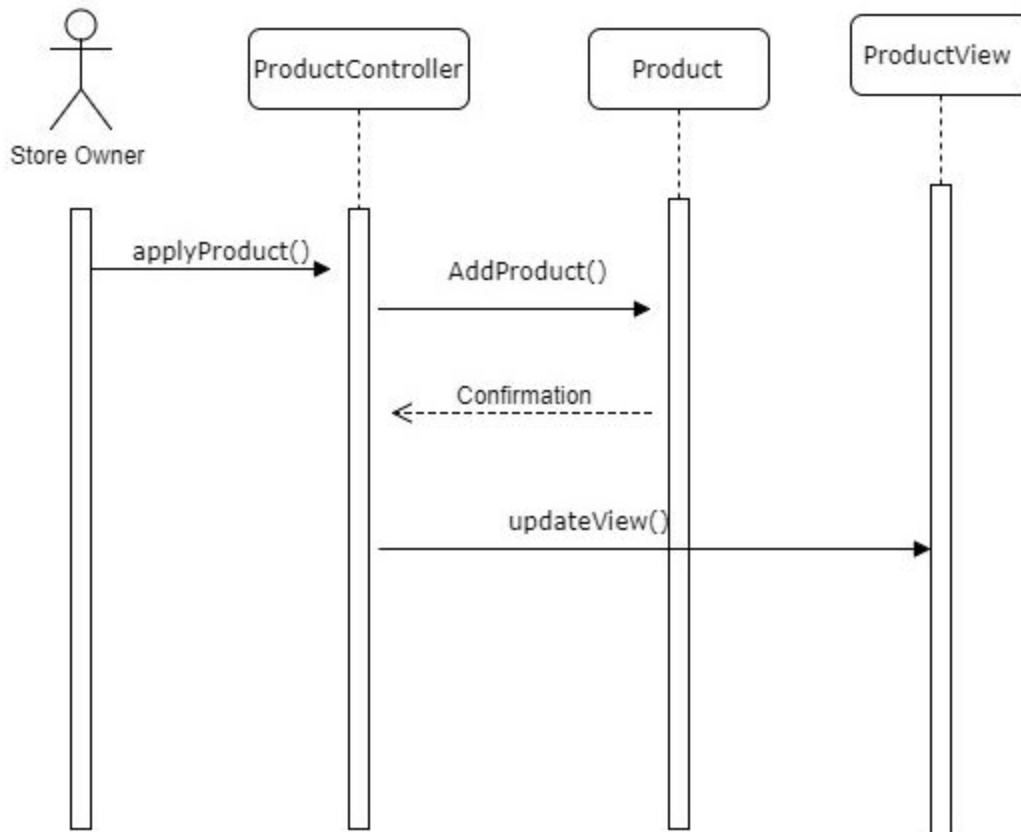 ProductController
Product
ProductView
Store Owner
applyProduct()
AddProduct()
Confirmation
updateView()